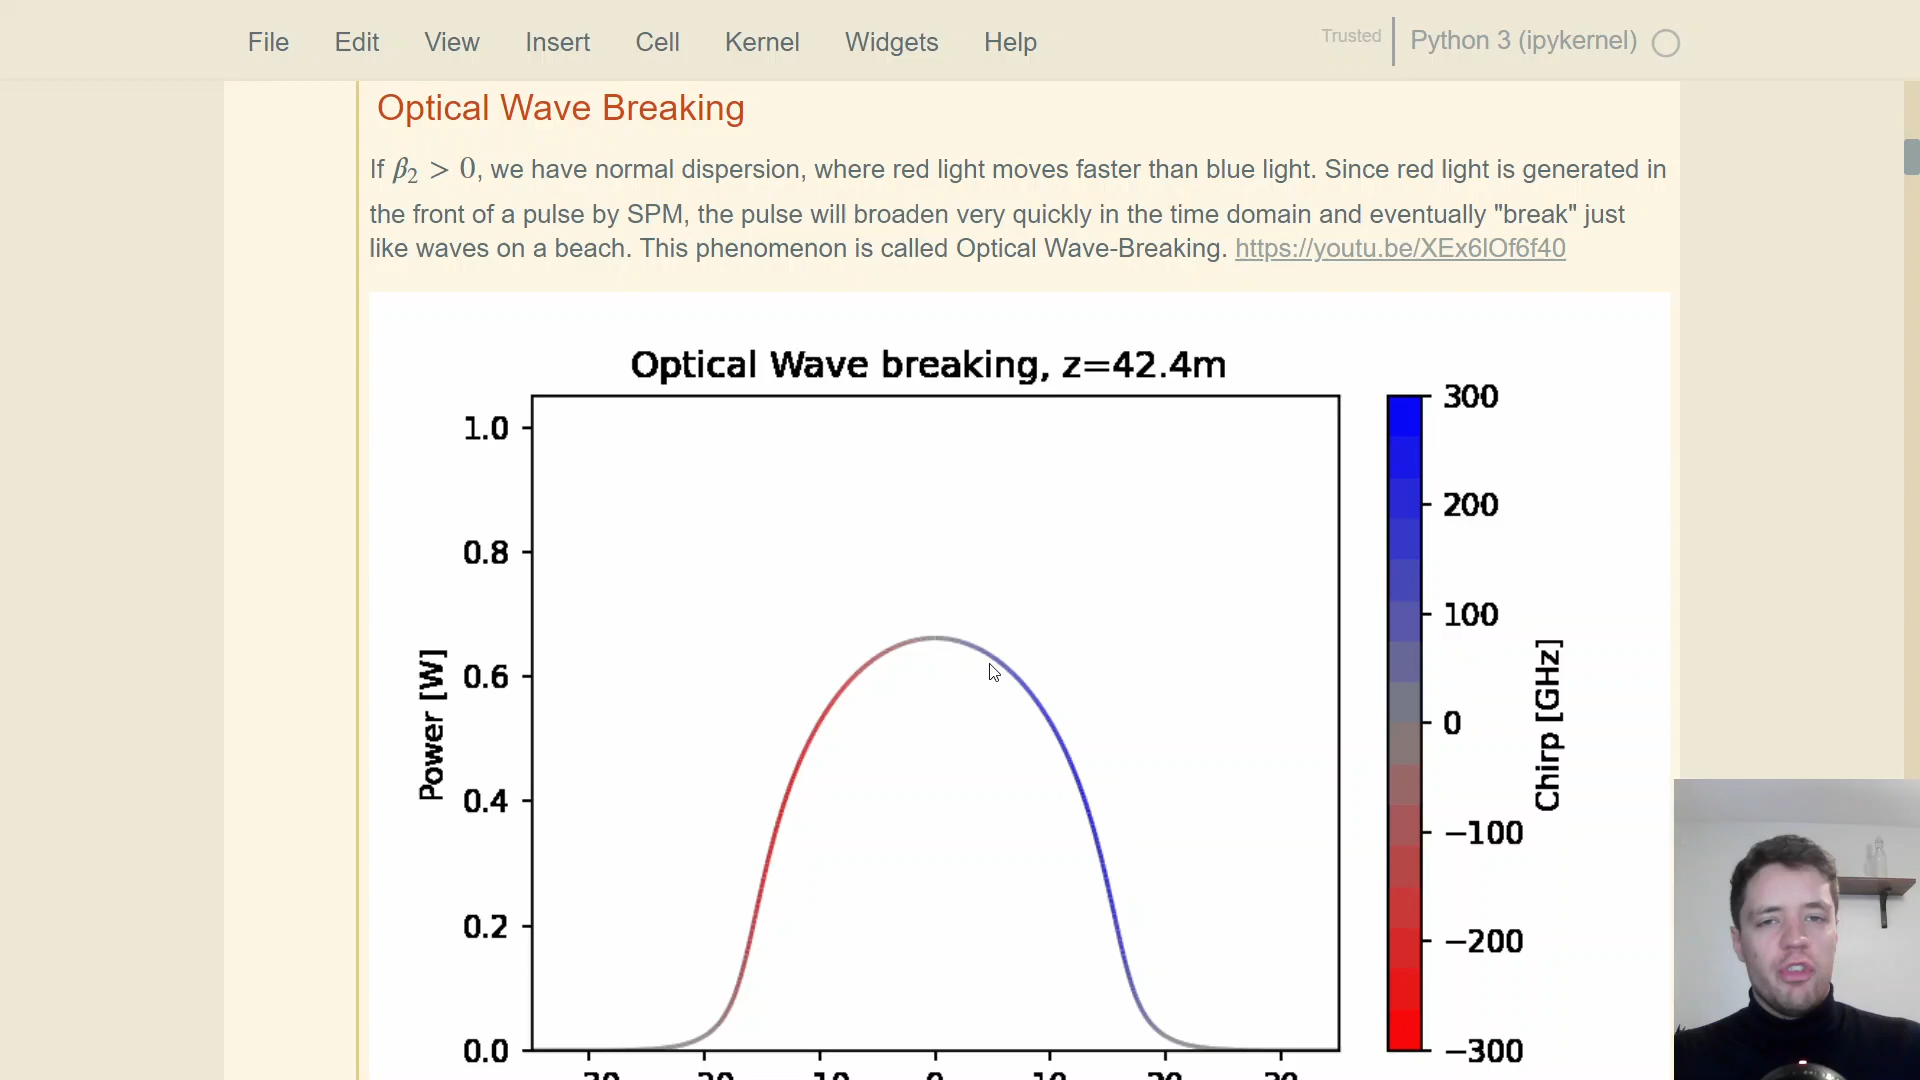 File Edit View Insert Cell Kernel Widgets Help Trusted Python 3 (ipykernel)
Optical Wave Breaking
If β₂ > 0, we have normal dispersion, where red light moves faster than blue light. Since red light is generated in
the front of a pulse by SPM, the pulse will broaden very quickly in the time domain and eventually "break" just
like waves on a beach. This phenomenon is called Optical Wave-Breaking. https://youtu.be/XEx6lOf6f40
Optical Wave breaking, z=42.4m
1.0
0.8
0.6
0.4
0.2
0.0
Power [W]
300
200
100
0
−100
−200
−300
Chirp [GHz]